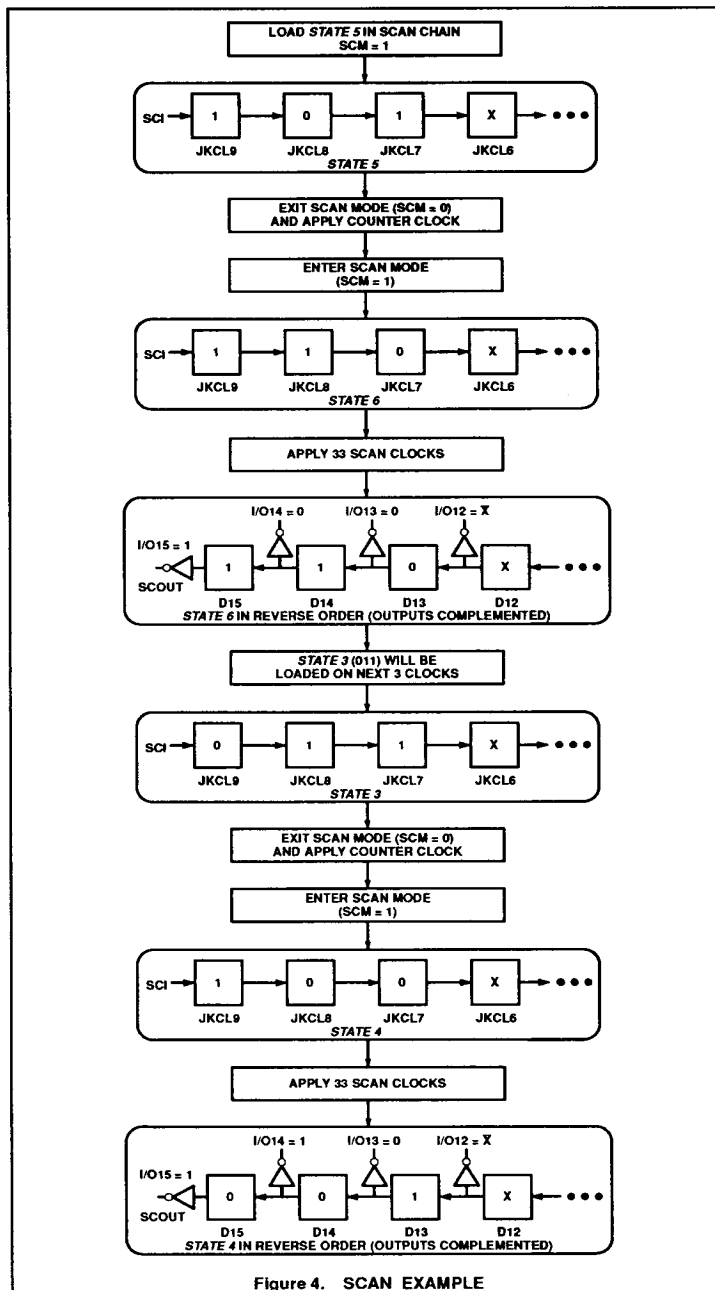 LOAD STATE 5 IN SCAN CHAIN
SCM = 1
SCI 1 0 1 X
JKCL9 JKCL8 JKCL7 JKCL6
STATE 5
EXIT SCAN MODE (SCM = 0)
AND APPLY COUNTER CLOCK
ENTER SCAN MODE
(SCM = 1)
SCI 1 1 0 X
JKCL9 JKCL8 JKCL7 JKCL6
STATE 6
APPLY 33 SCAN CLOCKS
I/O14 = 0 I/O13 = 0 I/O12 = X̅
I/O15 = 1
1 1 0 X
SCOUT
D15 D14 D13 D12
STATE 6 IN REVERSE ORDER (OUTPUTS COMPLEMENTED)
STATE 3 (011) WILL BE
LOADED ON NEXT 3 CLOCKS
SCI 0 1 1 X
JKCL9 JKCL8 JKCL7 JKCL6
STATE 3
EXIT SCAN MODE (SCM = 0)
AND APPLY COUNTER CLOCK
ENTER SCAN MODE
(SCM = 1)
SCI 1 0 0 X
JKCL9 JKCL8 JKCL7 JKCL6
STATE 4
APPLY 33 SCAN CLOCKS
I/O14 = 1 I/O13 = 0 I/O12 = X̅
I/O15 = 1
0 0 1 X
SCOUT
D15 D14 D13 D12
STATE 4 IN REVERSE ORDER (OUTPUTS COMPLEMENTED)
Figure 4. SCAN EXAMPLE